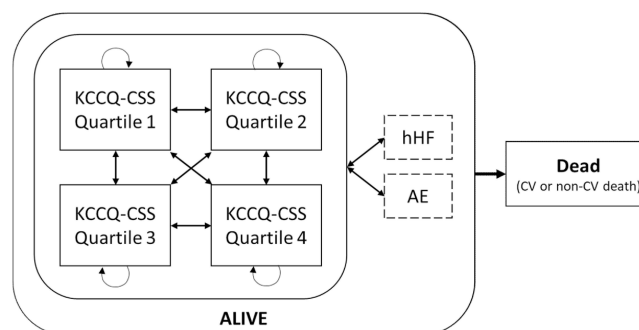 KCCQ-CSS
Quartile 1
KCCQ-CSS
Quartile 2
KCCQ-CSS
Quartile 3
KCCQ-CSS
Quartile 4
hHF
AE
Dead
(CV or non-CV death)
ALIVE